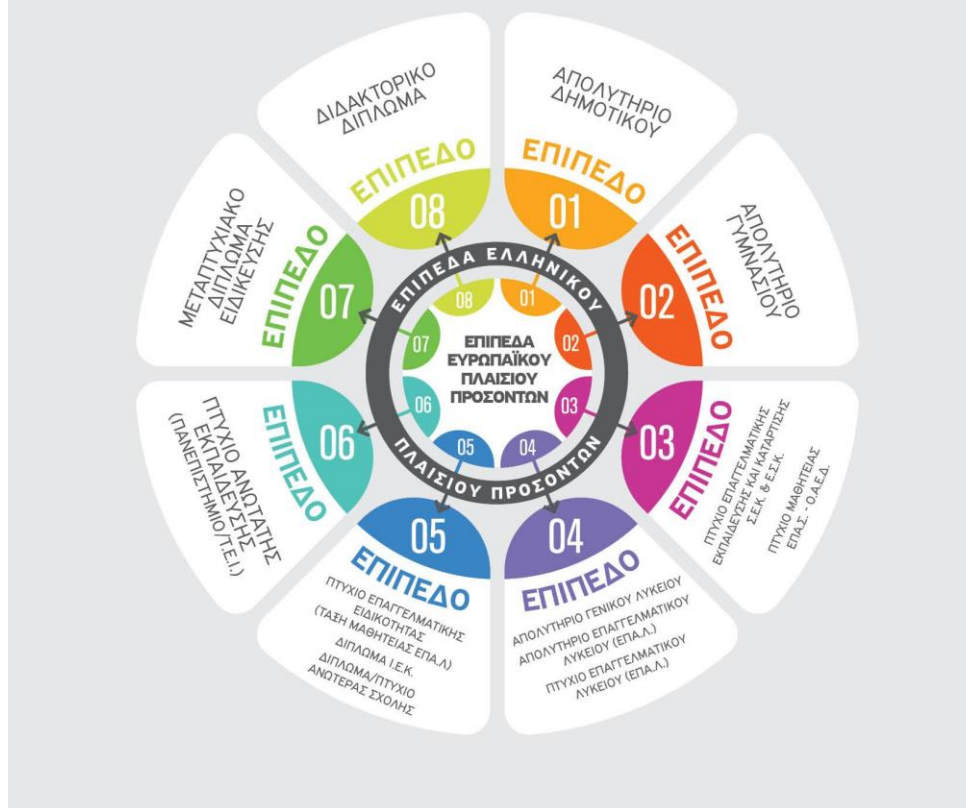 ΑΠΟΛΥΤΗΡΙΟ
ΔΗΜΟΤΙΚΟΥ
ΕΠΙΠΕΔΟ
01
ΑΠΟΛΥΤΗΡΙΟ
ΓΥΜΝΑΣΙΟΥ
ΕΠΙΠΕΔΟ
02
ΕΠΙΠΕΔΟ
03
ΠΤΥΧΙΟ ΕΠΑΓΓΕΛΜΑΤΙΚΗΣ
ΕΚΠΑΙΔΕΥΣΗΣ ΚΑΙ ΚΑΤΑΡΤΙΣΗΣ
Σ.Ε.Κ. & Ε.Σ.Κ.
ΠΤΥΧΙΟ ΜΑΘΗΤΕΙΑΣ
ΕΠΑ.Σ. - Ο.Α.Ε.Δ.
04
ΕΠΙΠΕΔΟ
ΑΠΟΛΥΤΗΡΙΟ ΓΕΝΙΚΟΥ ΛΥΚΕΙΟΥ
ΑΠΟΛΥΤΗΡΙΟ ΕΠΑΓΓΕΛΜΑΤΙΚΟΥ
ΛΥΚΕΙΟΥ (ΕΠΑ.Λ.)
ΠΤΥΧΙΟ ΕΠΑΓΓΕΛΜΑΤΙΚΟΥ
ΛΥΚΕΙΟΥ (ΕΠΑ.Λ.)
05
ΕΠΙΠΕΔΟ
ΠΤΥΧΙΟ ΕΠΑΓΓΕΛΜΑΤΙΚΗΣ
ΕΙΔΙΚΟΤΗΤΑΣ
(ΤΑΞΗ ΜΑΘΗΤΕΙΑΣ ΕΠΑ.Λ)
ΔΙΠΛΩΜΑ Ι.Ε.Κ.
ΔΙΠΛΩΜΑ/ΠΤΥΧΙΟ
ΑΝΩΤΕΡΑΣ ΣΧΟΛΗΣ
06
ΕΠΙΠΕΔΟ
ΠΤΥΧΙΟ ΑΝΩΤΑΤΗΣ
ΕΚΠΑΙΔΕΥΣΗΣ
(ΠΑΝΕΠΙΣΤΗΜΙΟ/Τ.Ε.Ι.)
ΜΕΤΑΠΤΥΧΙΑΚΟ
ΔΙΠΛΩΜΑ
ΕΙΔΙΚΕΥΣΗΣ
ΕΠΙΠΕΔΟ
07
ΔΙΔΑΚΤΟΡΙΚΟ
ΔΙΠΛΩΜΑ
ΕΠΙΠΕΔΟ
08
ΕΠΙΠΕΔΑ ΕΛΛΗΝΙΚΟΥ
ΠΛΑΙΣΙΟΥ ΠΡΟΣΟΝΤΩΝ
01
02
03
04
05
06
07
08
ΕΠΙΠΕΔΑ
ΕΥΡΩΠΑΪΚΟΥ
ΠΛΑΙΣΙΟΥ
ΠΡΟΣΟΝΤΩΝ